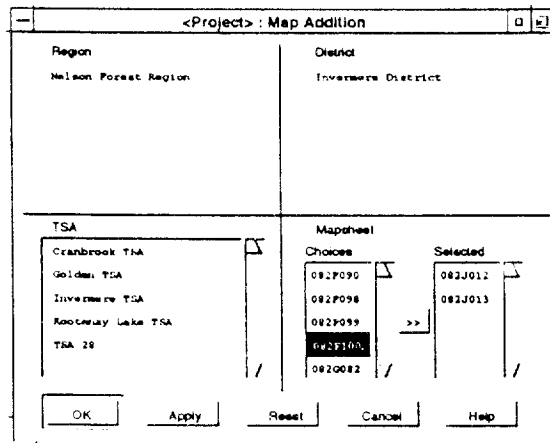 <Project> : Map Addition
Region
Nelson Forest Region
District
Invermere District
TSA
Cranbrook TSA
Golden TSA
Invermere TSA
Kootenay Lake TSA
TSA 28
Mapsheet
Choices
082F090
082F098
082F099
082F100
082G082
>>
Selected
082J012
082J013
OK
Apply
Reset
Cancel
Help